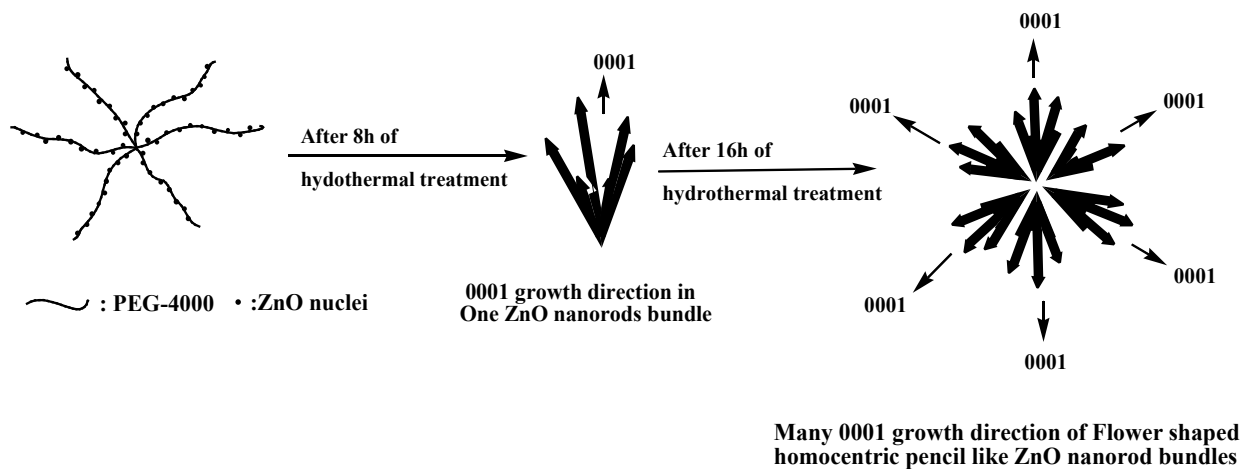 After 8h of
hydothermal treatment
: PEG-4000 • :ZnO nuclei
0001
0001 growth direction in
One ZnO nanorods bundle
After 16h of
hydrothermal treatment
0001
0001
0001
0001
0001
0001
Many 0001 growth direction of Flower shaped
homocentric pencil like ZnO nanorod bundles